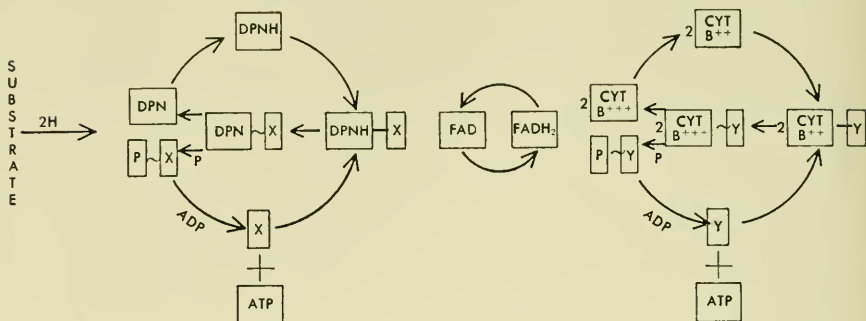 SUBSTRATE
2H
DPNH
DPN
DPN ~ X
DPNH — X
P ~ X
P
ADP
X
+
ATP
FAD
FADH₂
2 CYT B⁺⁺
2 CYT B⁺⁺⁺
2 CYT B⁺⁺⁺ ~ Y
2 CYT B⁺⁺ — Y
P ~ Y
P
ADP
Y
+
ATP